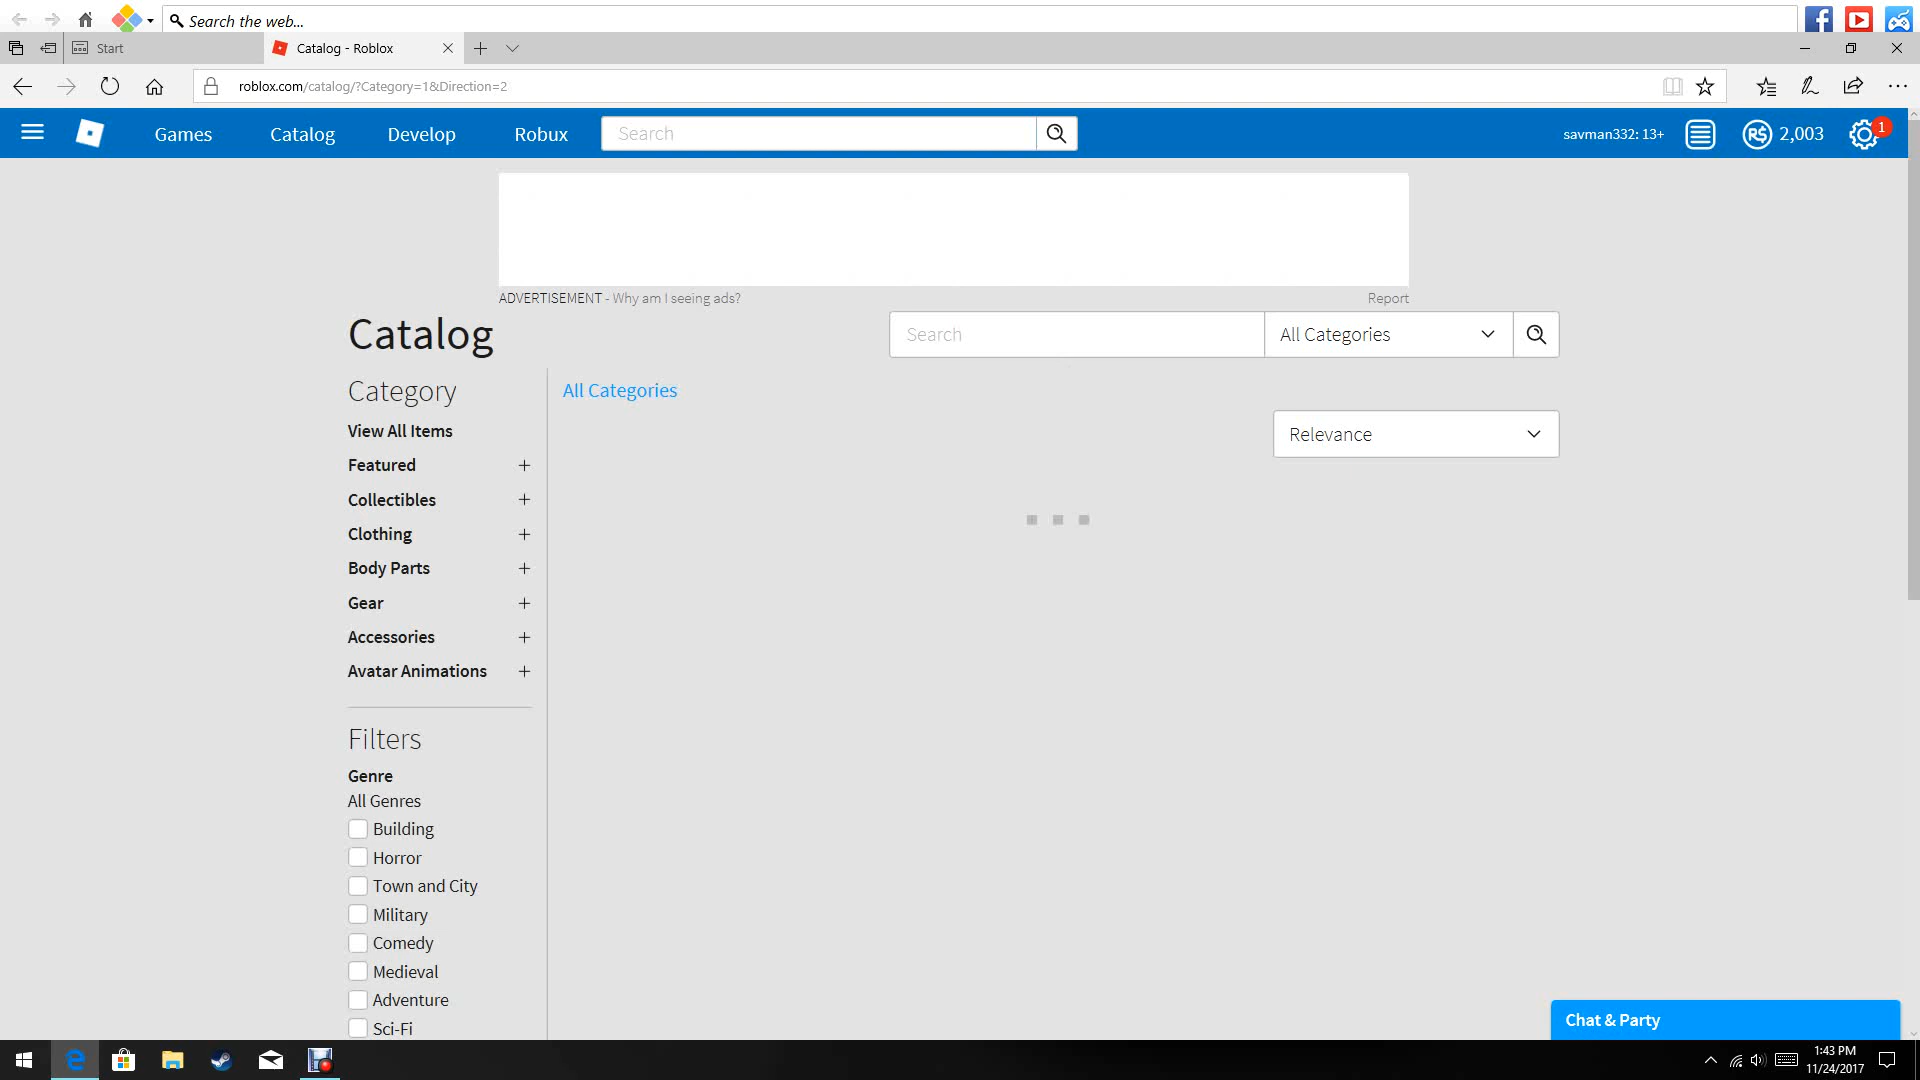 Search the web...
Start
Catalog - Roblox
roblox.com/catalog/?Category=1&Direction=2
Games
Catalog
Develop
Robux
Search
savman332: 13+
R$ 2,003
1
ADVERTISEMENT - Why am I seeing ads?
Report
Catalog
Search
All Categories
Category
All Categories
View All Items
Relevance
Featured +
Collectibles +
Clothing +
Body Parts +
Gear +
Accessories +
Avatar Animations +
Filters
Genre
All Genres
Building
Horror
Town and City
Military
Comedy
Medieval
Adventure
Sci-Fi
Chat & Party
1:43 PM
11/24/2017